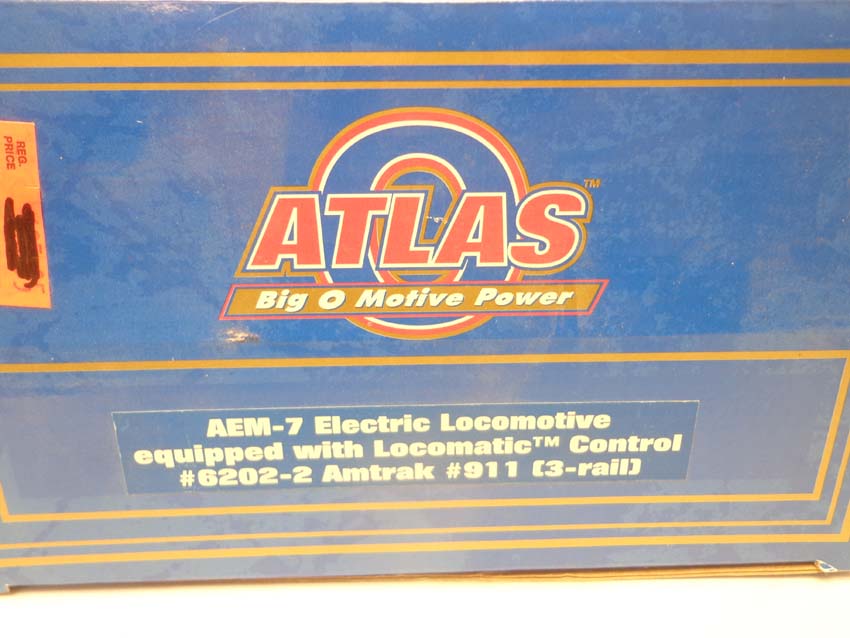 REG.
PRICE
ATLAS™
Big O Motive Power
AEM-7 Electric Locomotive
equipped with Locomatic™ Control
#6202-2 Amtrak #911 (3-rail)